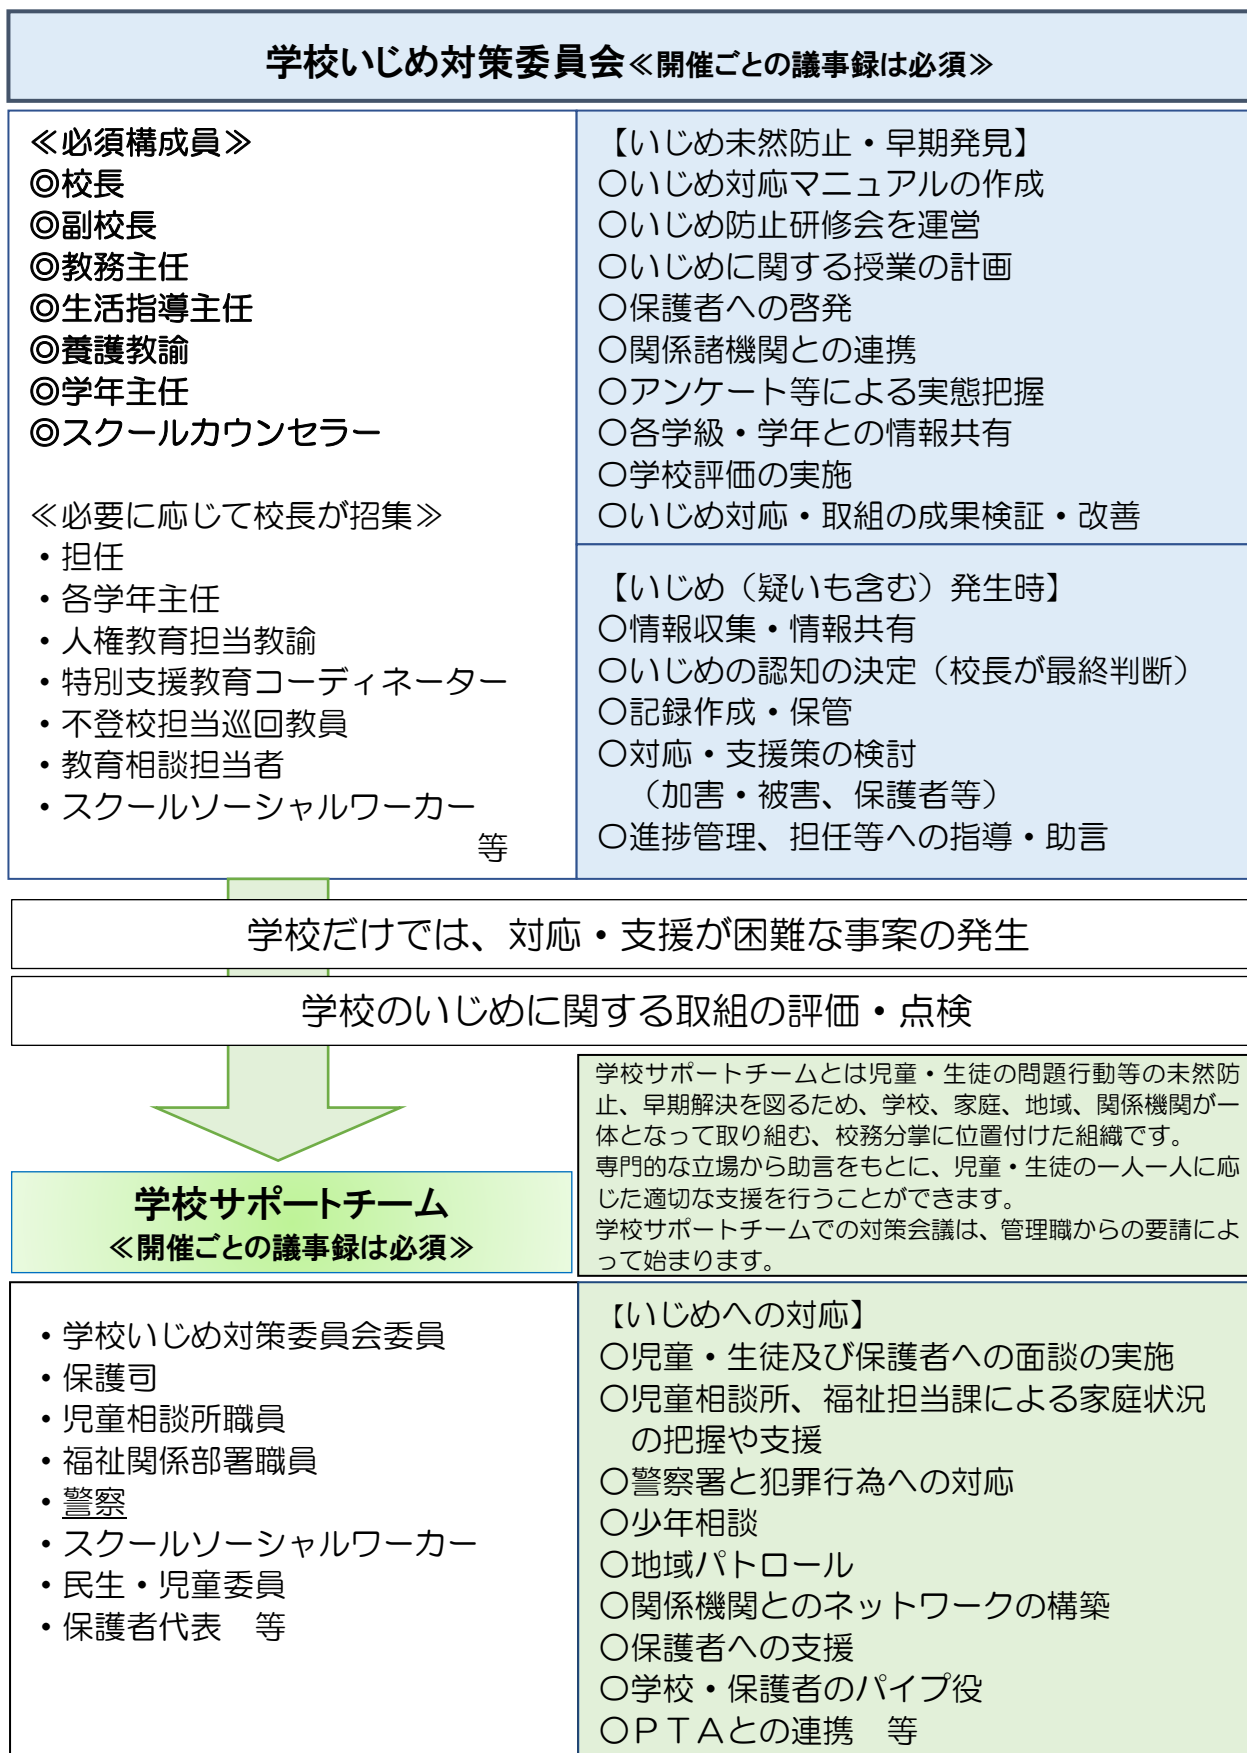 学校いじめ対策委員会≪開催ごとの議事録は必須≫
≪必須構成員≫
◎校長
◎副校長
◎教務主任
◎生活指導主任
◎養護教諭
◎学年主任
◎スクールカウンセラー
≪必要に応じて校長が招集≫
・担任
・各学年主任
・人権教育担当教諭
・特別支援教育コーディネーター
・不登校担当巡回教員
・教育相談担当者
・スクールソーシャルワーカー
等
【いじめ未然防止・早期発見】
〇いじめ対応マニュアルの作成
〇いじめ防止研修会を運営
〇いじめに関する授業の計画
〇保護者への啓発
〇関係諸機関との連携
〇アンケート等による実態把握
〇各学級・学年との情報共有
〇学校評価の実施
〇いじめ対応・取組の成果検証・改善
【いじめ（疑いも含む）発生時】
〇情報収集・情報共有
〇いじめの認知の決定（校長が最終判断）
〇記録作成・保管
〇対応・支援策の検討
（加害・被害、保護者等）
〇進捗管理、担任等への指導・助言
学校だけでは、対応・支援が困難な事案の発生
学校のいじめに関する取組の評価・点検
学校サポートチームとは児童・生徒の問題行動等の未然防
止、早期解決を図るため、学校、家庭、地域、関係機関が一
体となって取り組む、校務分掌に位置付けた組織です。
専門的な立場から助言をもとに、児童・生徒の一人一人に応
じた適切な支援を行うことができます。
学校サポートチームでの対策会議は、管理職からの要請によ
って始まります。
学校サポートチーム
≪開催ごとの議事録は必須≫
・学校いじめ対策委員会委員
・保護司
・児童相談所職員
・福祉関係部署職員
・警察
・スクールソーシャルワーカー
・民生・児童委員
・保護者代表　等
【いじめへの対応】
〇児童・生徒及び保護者への面談の実施
〇児童相談所、福祉担当課による家庭状況
の把握や支援
〇警察署と犯罪行為への対応
〇少年相談
〇地域パトロール
〇関係機関とのネットワークの構築
〇保護者への支援
〇学校・保護者のパイプ役
〇ＰＴＡとの連携　等